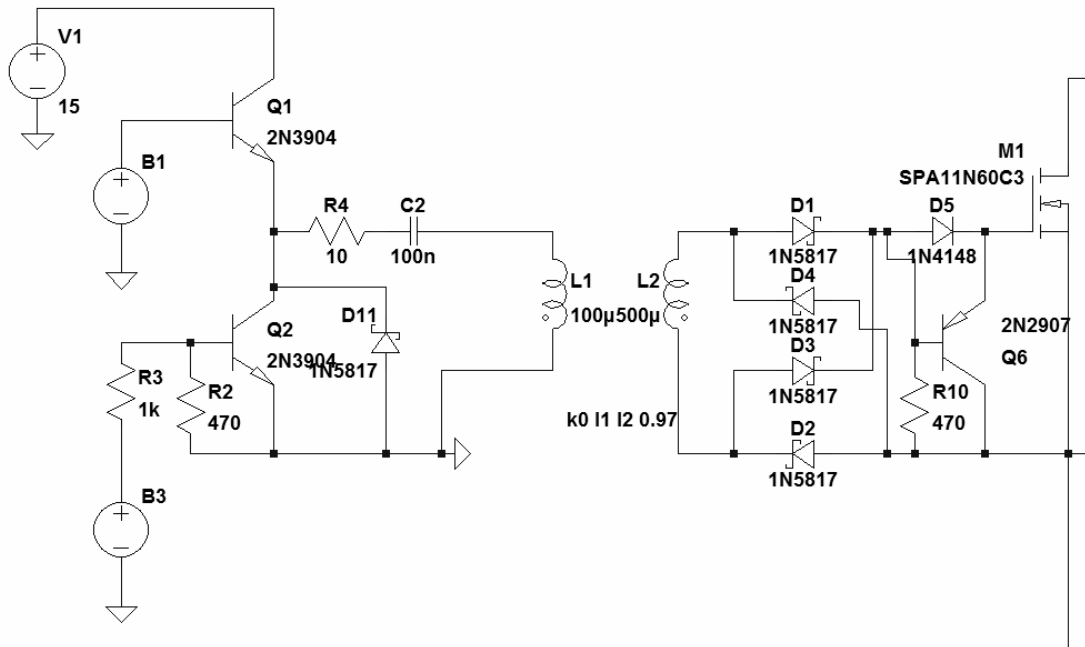 V1
15
Q1
2N3904
B1
R4
10
C2
100n
L1
L2
100µ500µ
D1
1N5817
D4
1N5817
D3
1N5817
D2
1N5817
D5
1N4148
M1
SPA11N60C3
2N2907
Q6
R10
470
D11
1N5817
Q2
2N3904
R3
1k
R2
470
k0 l1 l2 0.97
B3